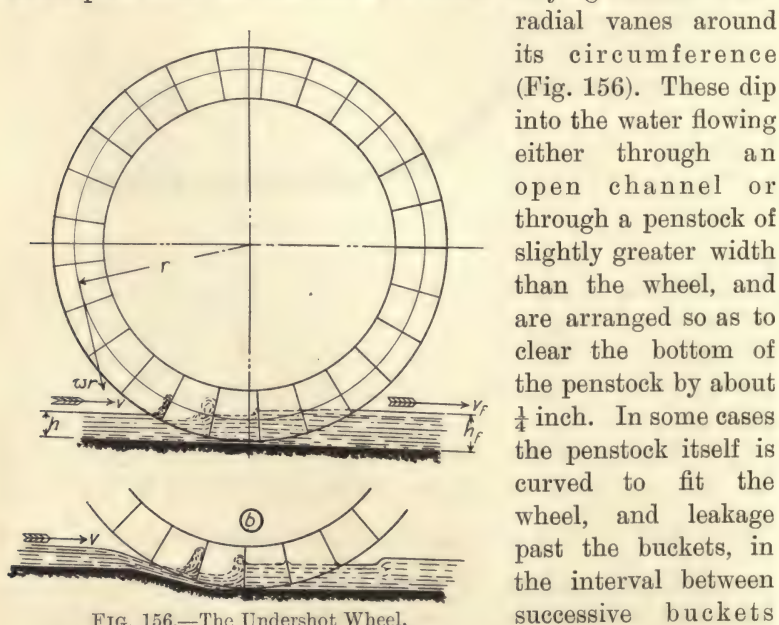 radial vanes around
its circumference
(Fig. 156). These dip
into the water flowing
either through an
open channel or
through a penstock of
slightly greater width
than the wheel, and
are arranged so as to
clear the bottom of
the penstock by about
¼ inch. In some cases
the penstock itself is
curved to fit the
wheel, and leakage
past the buckets, in
the interval between
successive buckets
r
ωr
v
h
v_F
h_F
b
v
FIG. 156.—The Undershot Wheel.